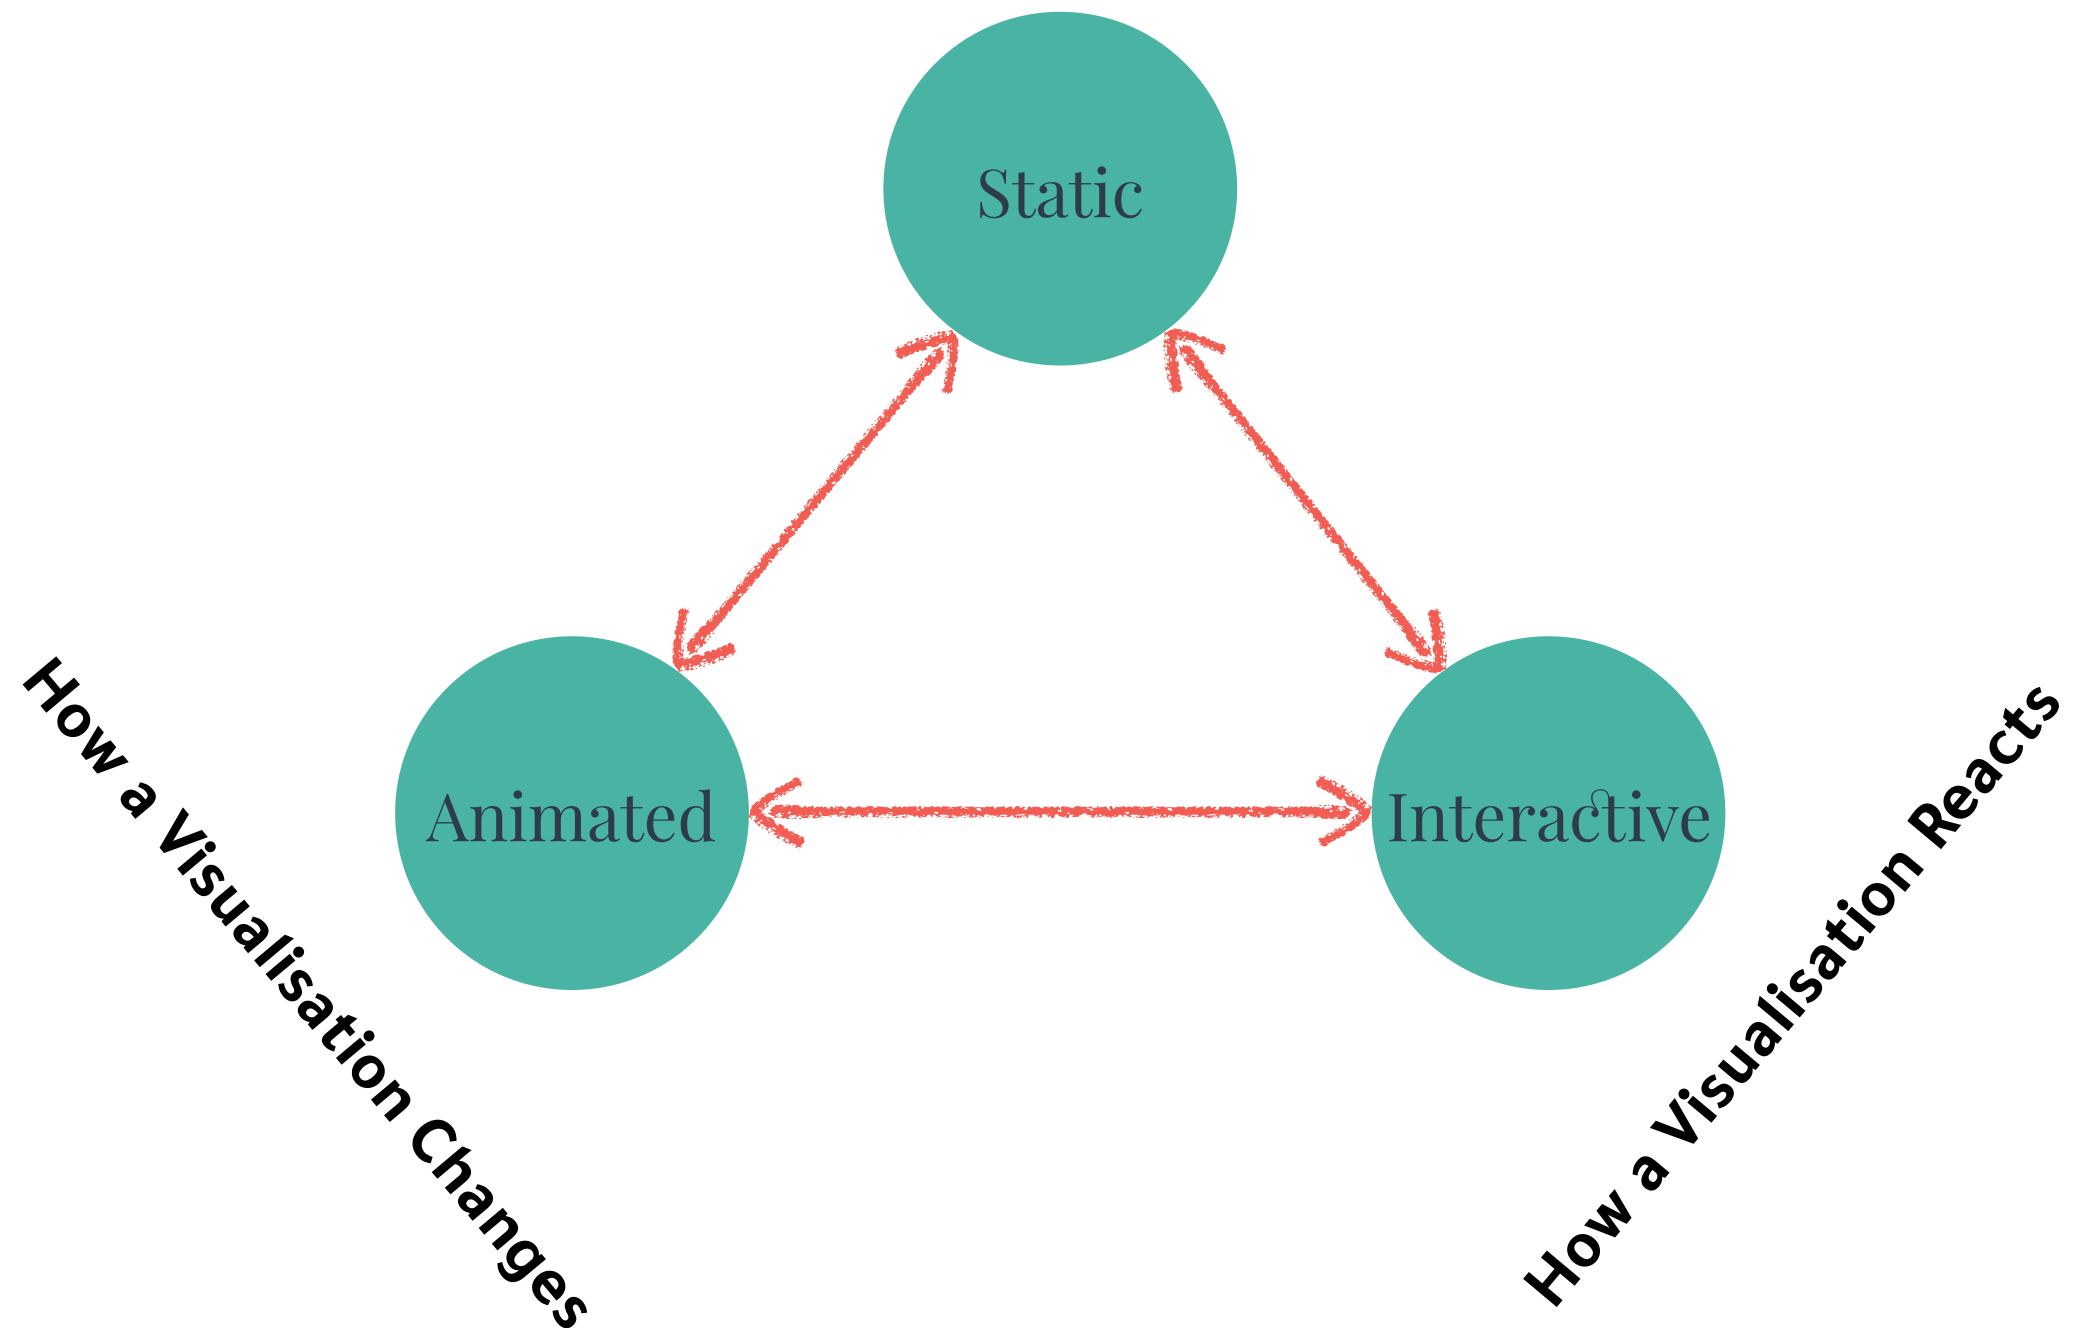 Static
Animated
Interactive
How a Visualisation Changes
How a Visualisation Reacts